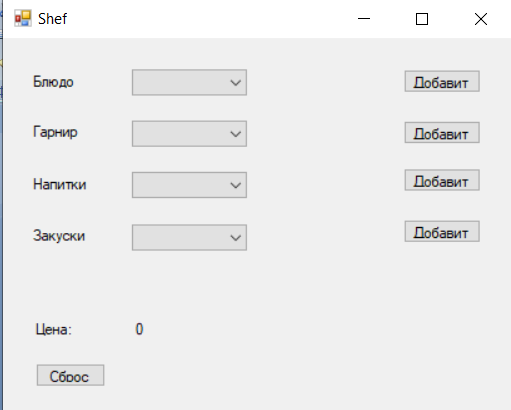 Shef
Блюдо Добавит
Гарнир Добавит
Напитки Добавит
Закуски Добавит
Цена: 0
Сброс